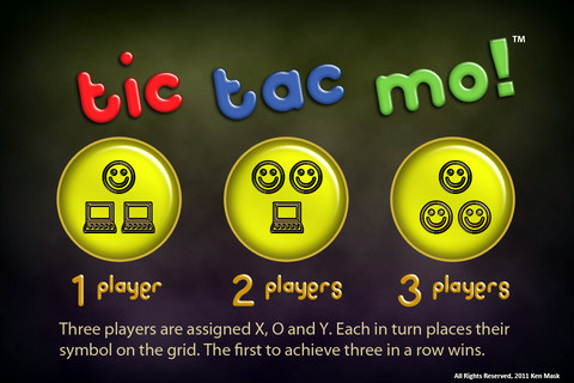 tic tac mo! ™
1 player 2 players 3 players
Three players are assigned X, O and Y. Each in turn places their
symbol on the grid. The first to achieve three in a row wins.
All Rights Reserved, 2011 Ken Mask